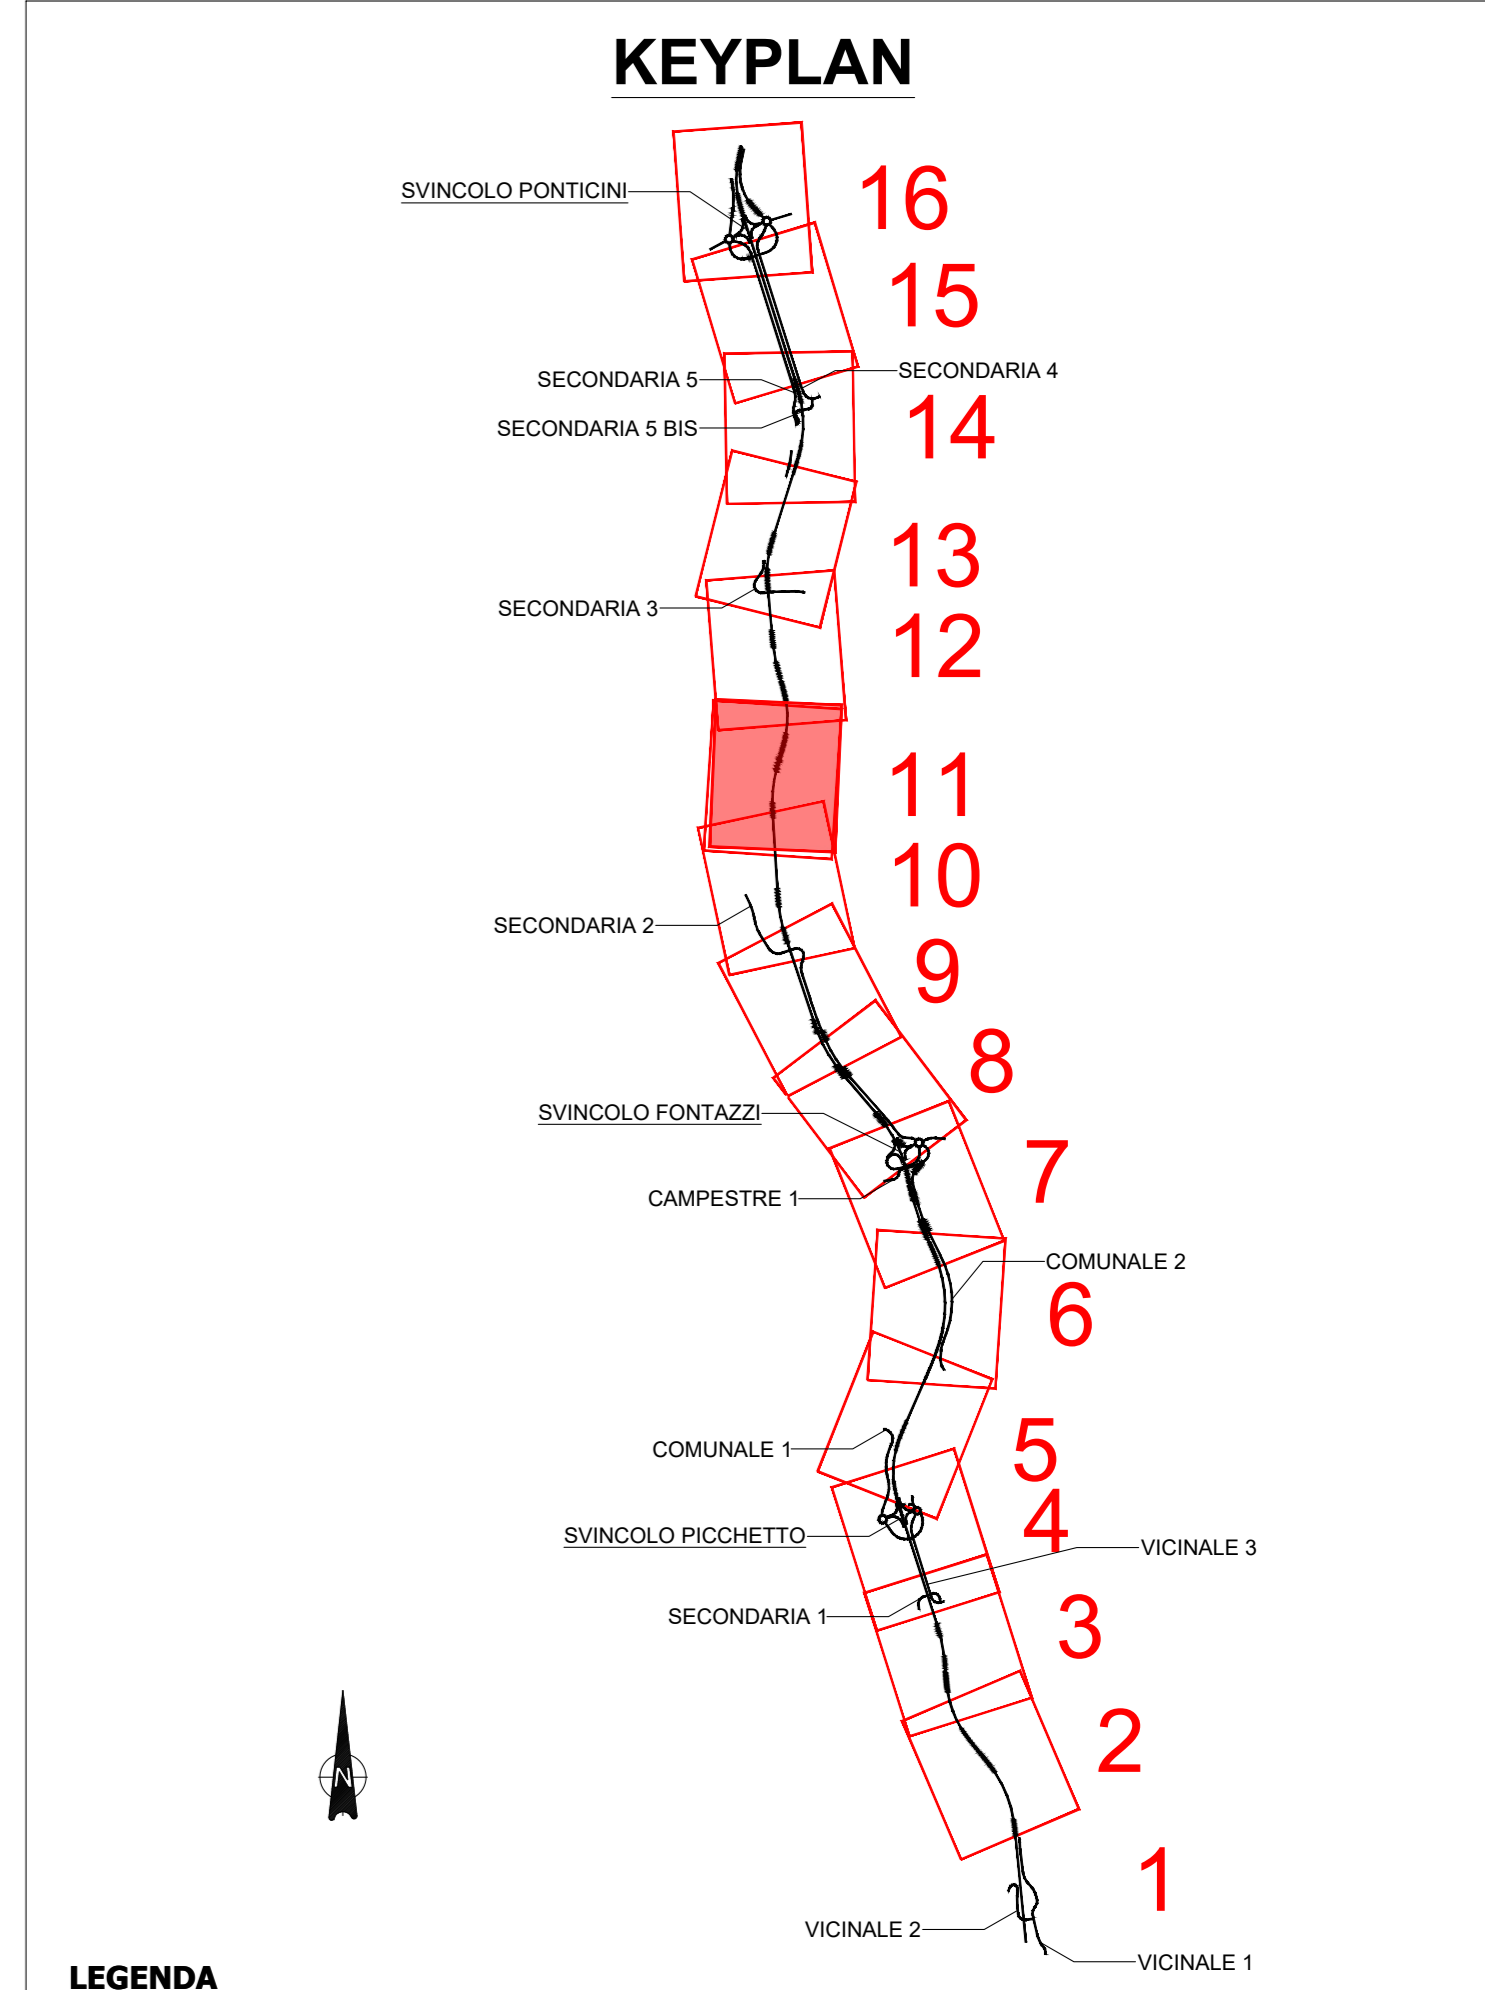 KEYPLAN
16
SVINCOLO PONTICINI
15
SECONDARIA 4
SECONDARIA 5
14
SECONDARIA 5 BIS
13
SECONDARIA 3
12
11
10
SECONDARIA 2
9
8
SVINCOLO FONTAZZI
7
CAMPESTRE 1
COMUNALE 2
6
COMUNALE 1
5
4
SVINCOLO PICCHETTO
VICINALE 3
SECONDARIA 1
3
2
N
1
VICINALE 2
VICINALE 1
LEGENDA